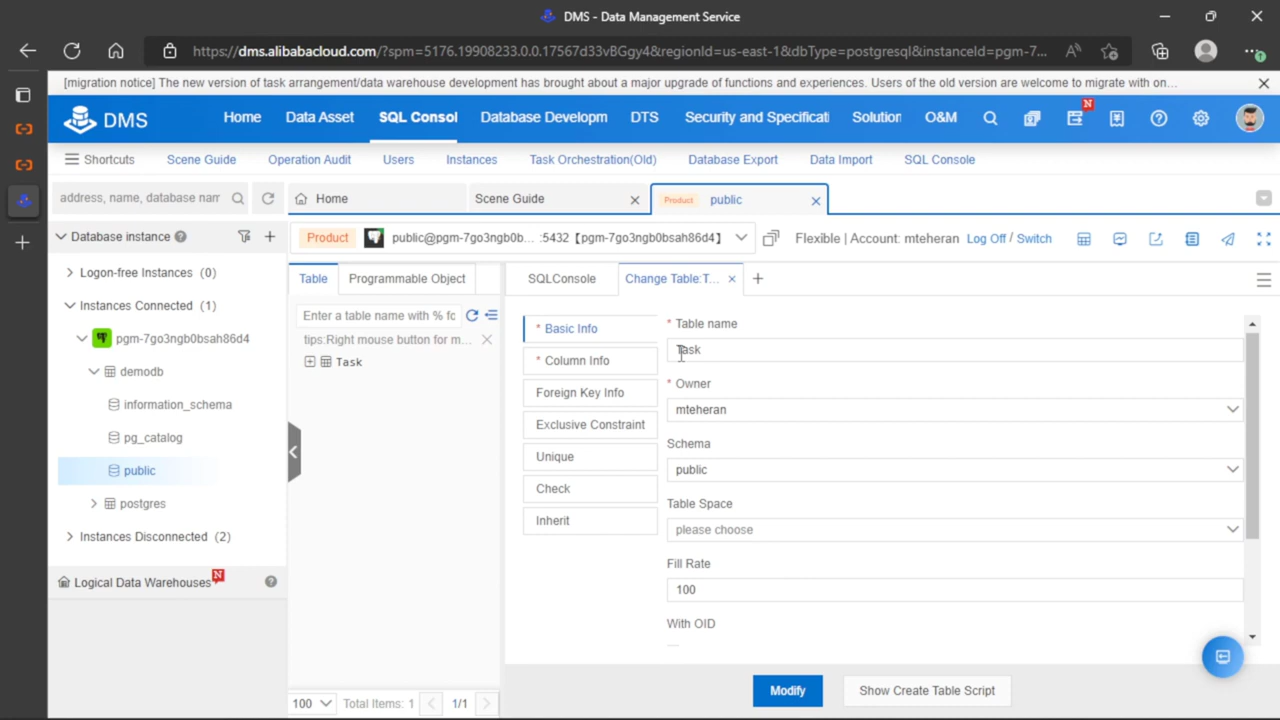 DMS - Data Management Service
https://dms.alibabacloud.com/?spm=5176.19908233.0.0.17567d33vBGgy4&regionId=us-east-1&dbType=postgresql&instanceId=pgm-7...
[migration notice] The new version of task arrangement/data warehouse development has brought about a major upgrade of functions and experiences. Users of the old version are welcome to migrate with on...
DMS Home Data Asset SQL Consol Database Developm DTS Security and Specificati Solution O&M N
Shortcuts Scene Guide Operation Audit Users Instances Task Orchestration(Old) Database Export Data Import SQL Console
address, name, database nam Home Scene Guide Product public
Database instance Product public@pgm-7go3ngb0b... :5432【pgm-7go3ngb0bsah86d4】 Flexible | Account: mteheran Log Off / Switch
Logon-free Instances (0)
Instances Connected (1)
pgm-7go3ngb0bsah86d4
demodb
information_schema
pg_catalog
public
postgres
Instances Disconnected (2)
Logical Data Warehouses N
Table Programmable Object
Enter a table name with % fo
tips:Right mouse button for m...
Task
100 Total Items: 1 1/1
SQLConsole Change Table:T...
* Basic Info
* Column Info
Foreign Key Info
Exclusive Constraint
Unique
Check
Inherit
* Table name
Task
* Owner
mteheran
Schema
public
Table Space
please choose
Fill Rate
100
With OID
Modify Show Create Table Script